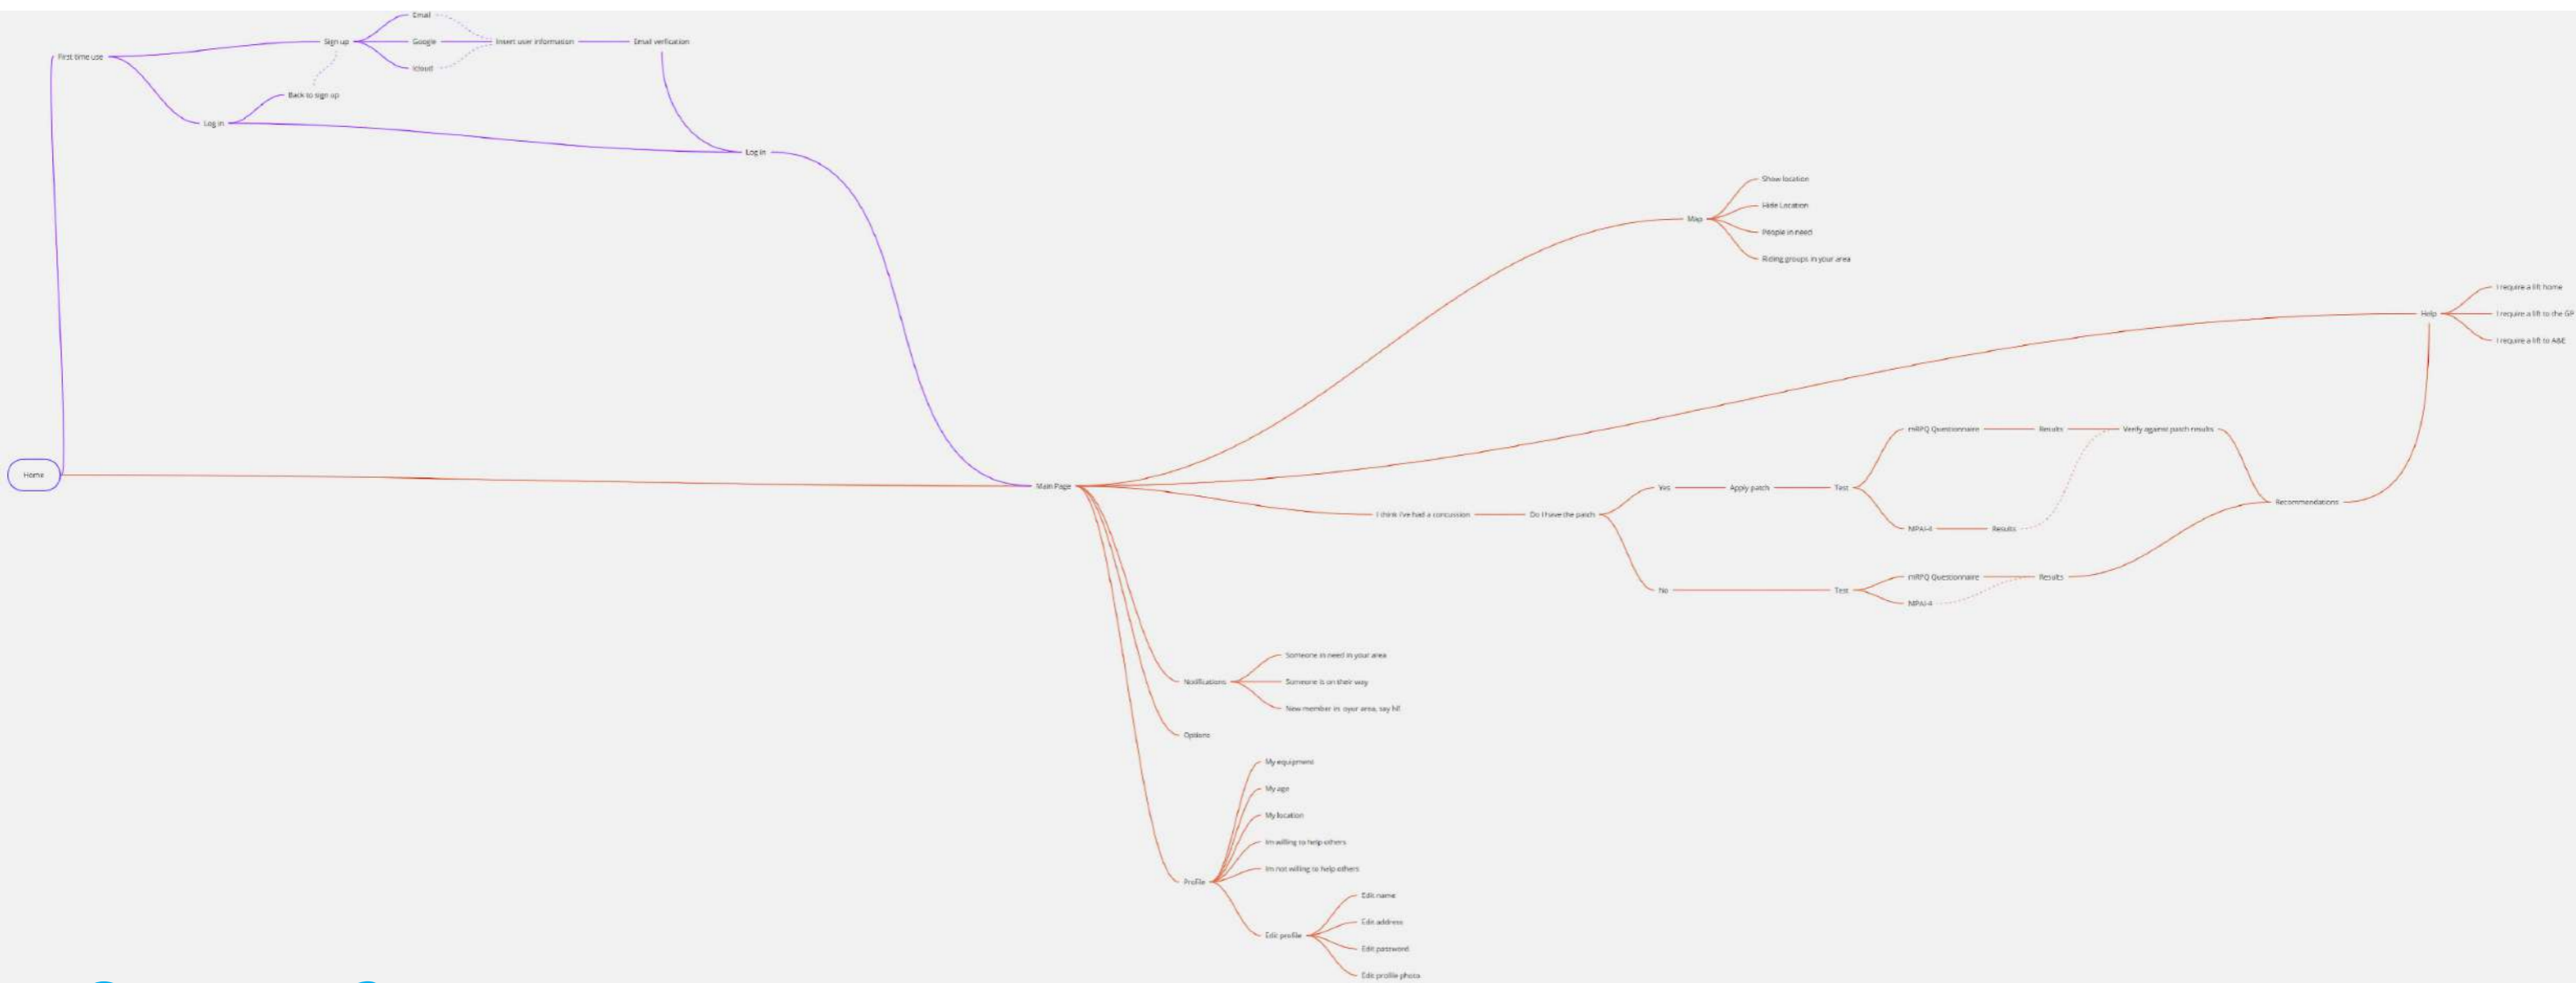 Email
Sign up
Google
Insert user information
Email verification
First time use
icloud
Back to sign up
Log in
Log in
Show location
Map
Hide Location
People in need
Riding groups in your area
I require a lift home
Help
I require a lift to the GP
I require a lift to A&E
mRPQ Questionnaire
Results
Verify against patch results
Home
Main Page
Yes
Apply patch
Test
Recommendations
I think I've had a concussion
Do I have the patch
MPAI-4
Results
mRPQ Questionnaire
Results
No
Test
MPAI-4
Someone in need in your area
Notifications
Someone is on their way
New member in oyur area, say hi!
Options
My equipment
My age
My location
Im willing to help others
Im not willing to help others
Profile
Edit name
Edit address
Edit profile
Edit password
Edit profile photo